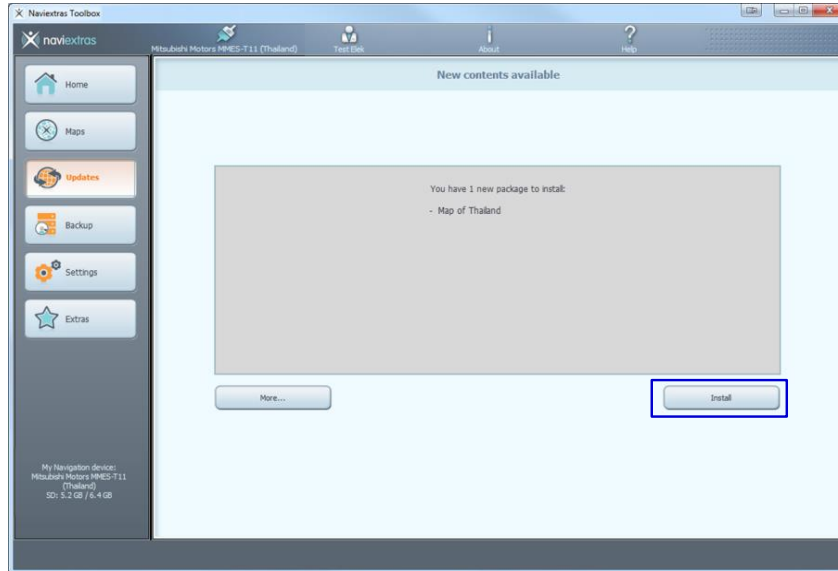 Naviextras Toolbox
naviextras
Mitsubishi Motors MMES-T11 (Thailand)
Test Elek
About
Help
New contents available
Home
Maps
Updates
Backup
Settings
Extras
You have 1 new package to install:
- Map of Thailand
More...
Install
My Navigation device:
Mitsubishi Motors MMES-T11
(Thailand)
SD: 5.2 GB / 6.4 GB